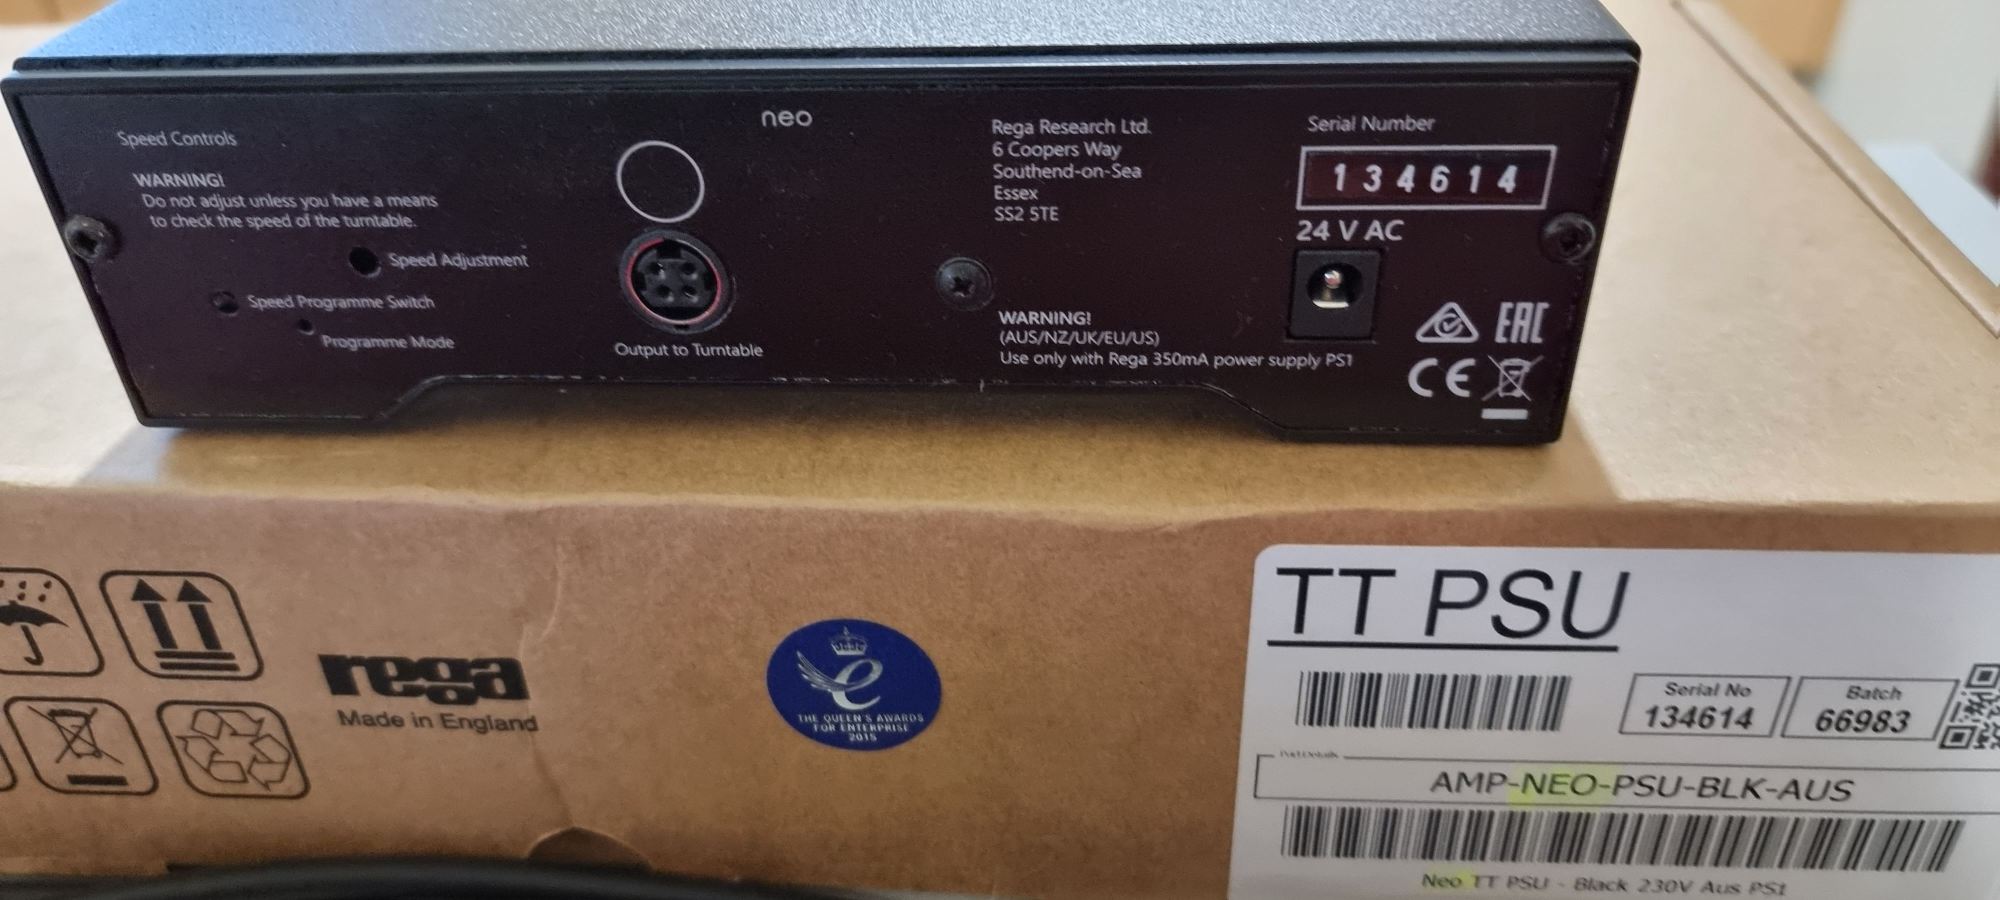 neo
Speed Controls
WARNING!
Do not adjust unless you have a means
to check the speed of the turntable.
Speed Adjustment
Speed Programme Switch
Programme Mode
Output to Turntable
Rega Research Ltd.
6 Coopers Way
Southend-on-Sea
Essex
SS2 5TE
WARNING!
(AUS/NZ/UK/EU/US)
Use only with Rega 350mA power supply PS1
Serial Number
134614
24 V AC
EAC
CE
rega
Made in England
e
THE QUEEN'S AWARDS
FOR ENTERPRISE
2015
TT PSU
Serial No
134614
Batch
66983
AMP-NEO-PSU-BLK-AUS
Neo TT PSU - Black 230V Aus PS1